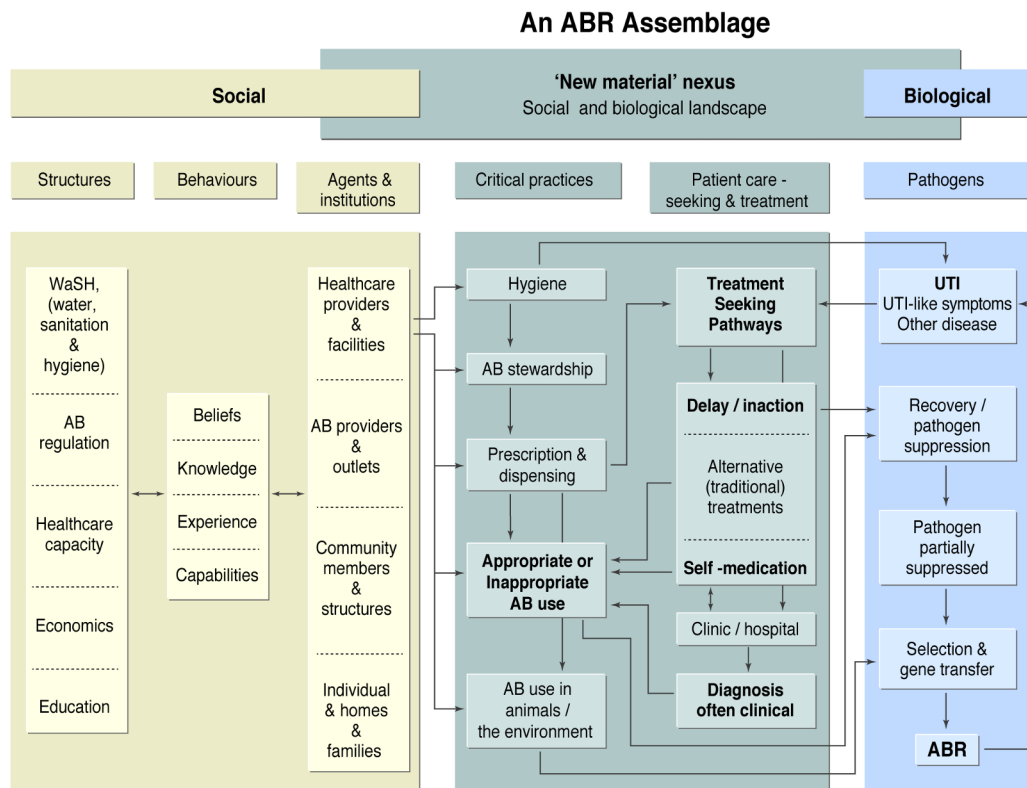 An ABR Assemblage
Social
‘New material’ nexus
Social and biological landscape
Biological
Structures
Behaviours
Agents &
institutions
Critical practices
Patient care -
seeking & treatment
Pathogens
WaSH,
(water,
sanitation
&
hygiene)
AB
regulation
Healthcare
capacity
Economics
Education
Beliefs
Knowledge
Experience
Capabilities
Healthcare
providers
&
facilities
AB providers
&
outlets
Community
members
&
structures
Individual
& homes
&
families
Hygiene
AB stewardship
Prescription &
dispensing
Appropriate or
Inappropriate
AB use
AB use in
animals /
the environment
Treatment
Seeking
Pathways
Delay / inaction
Alternative
(traditional)
treatments
Self -medication
Clinic / hospital
Diagnosis
often clinical
UTI
UTI-like symptoms
Other disease
Recovery /
pathogen
suppression
Pathogen
partially
suppressed
Selection &
gene transfer
ABR